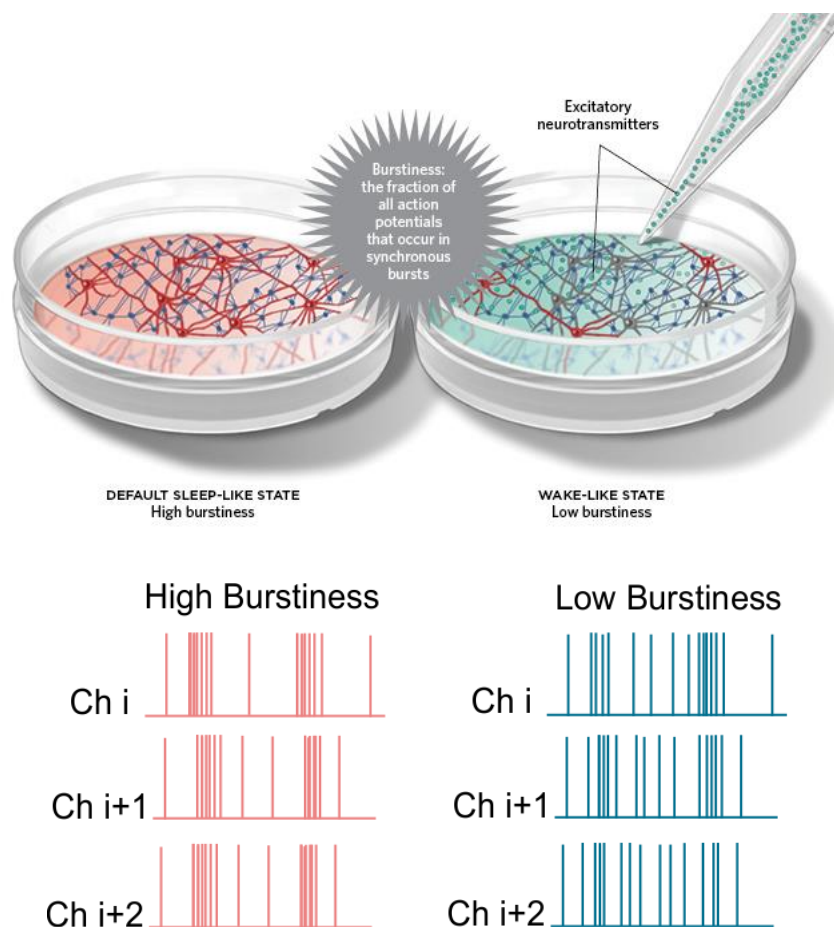 Excitatory
neurotransmitters
Burstiness:
the fraction of
all action
potentials
that occur in
synchronous
bursts
DEFAULT SLEEP-LIKE STATE
High burstiness
WAKE-LIKE STATE
Low burstiness
High Burstiness
Low Burstiness
Ch i
Ch i
Ch i+1
Ch i+1
Ch i+2
Ch i+2